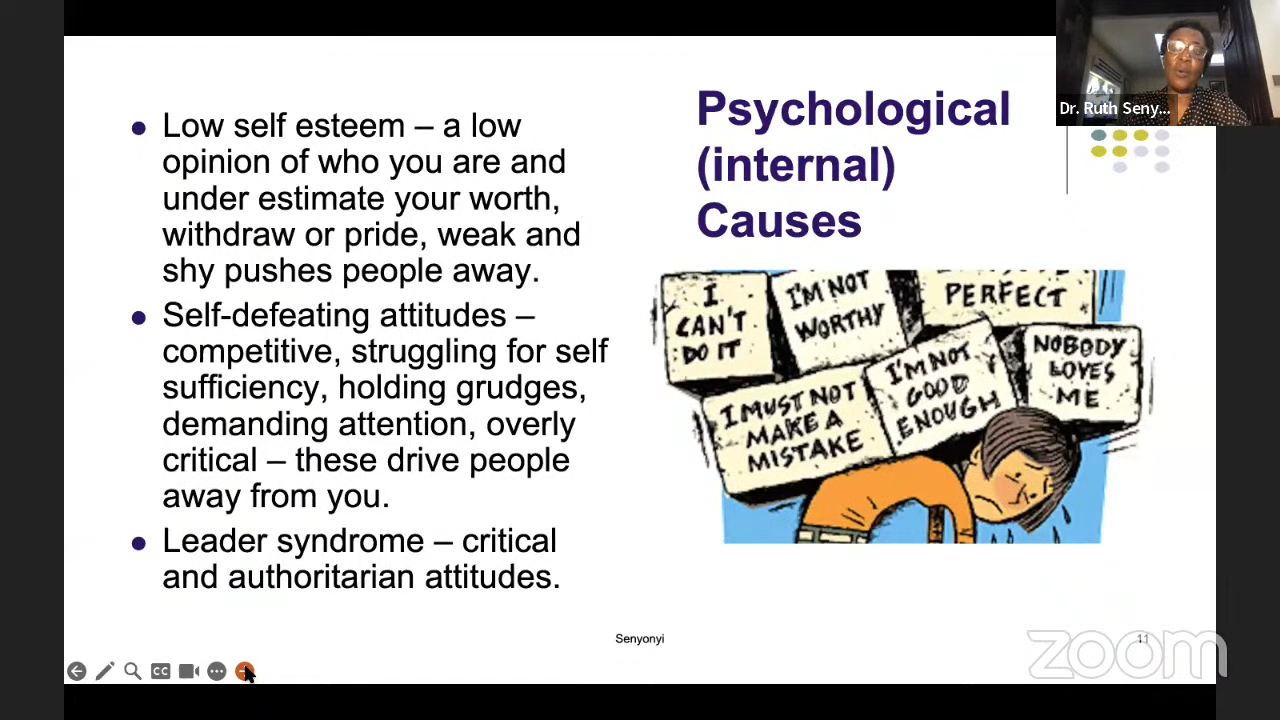 Low self esteem – a low
opinion of who you are and
under estimate your worth,
withdraw or pride, weak and
shy pushes people away.
Self-defeating attitudes –
competitive, struggling for self
sufficiency, holding grudges,
demanding attention, overly
critical – these drive people
away from you.
Leader syndrome – critical
and authoritarian attitudes.
Psychological
(internal)
Causes
Dr. Ruth Seny...
I
CAN'T
DO IT
I'M NOT
WORTHY
PERFECT
I MUST NOT
MAKE A
MISTAKE
I'M NOT
GOOD
ENOUGH
NOBODY
LOVES
ME
Senyonyi
11
CC
zoom